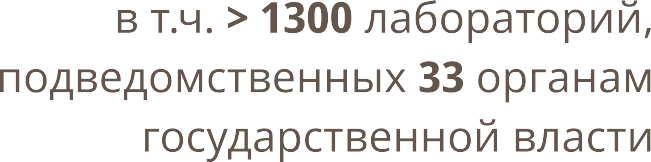 в т.ч. > 1300 лабораторий,
подведомственных 33 органам
государственной власти